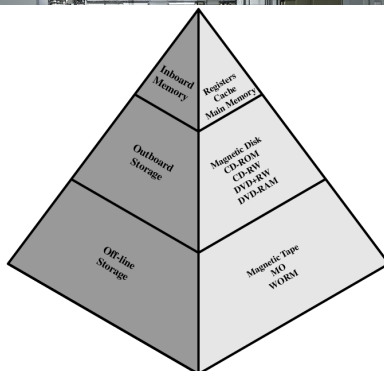 Inboard
Memory
Registers
Cache
Main Memory
Outboard
Storage
Magnetic Disk
CD-ROM
CD-RW
DVD+RW
DVD-RAM
Off-line
Storage
Magnetic Tape
MO
WORM